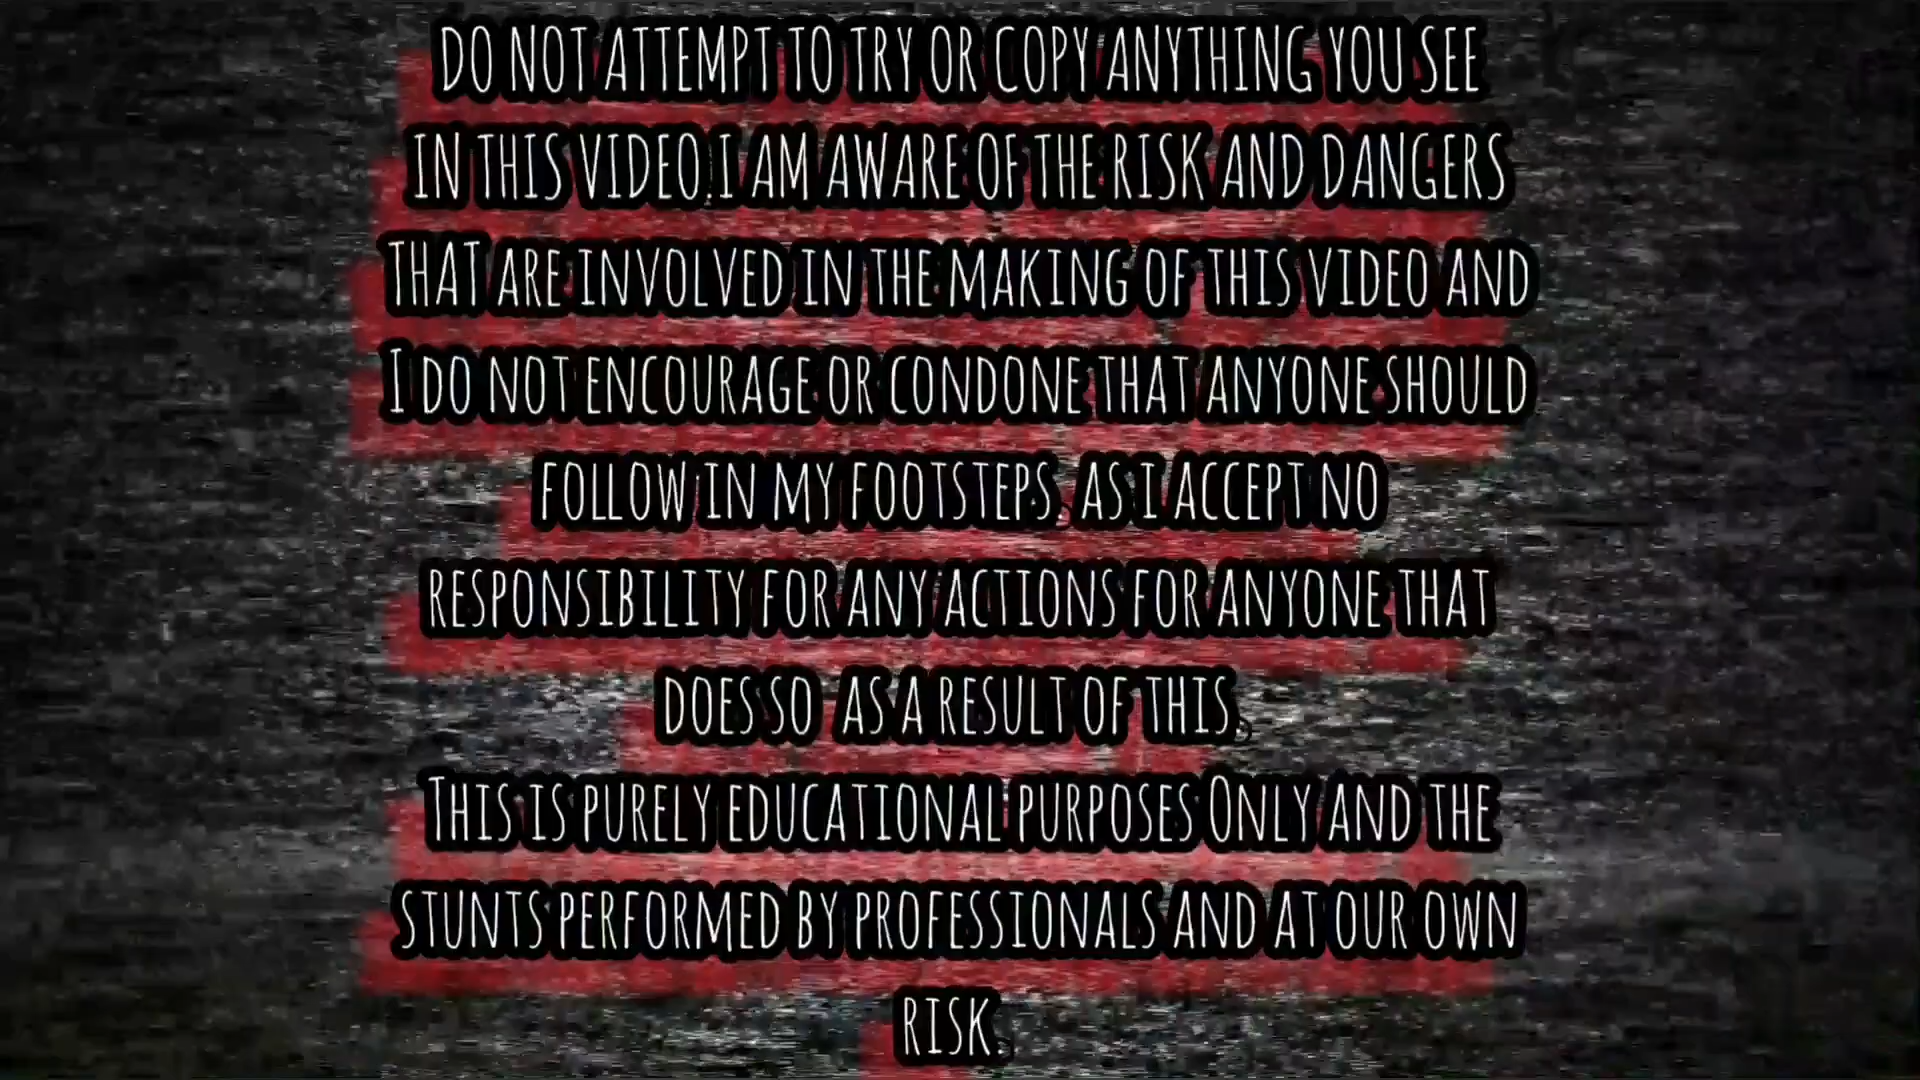 DO NOT ATTEMPT TO TRY OR COPY ANYTHING YOU SEE
IN THIS VIDEO.I AM AWARE OF THE RISK AND DANGERS
THAT ARE INVOLVED IN THE MAKING OF THIS VIDEO AND
I DO NOT ENCOURAGE OR CONDONE THAT ANYONE SHOULD
FOLLOW IN MY FOOTSTEPS, AS I ACCEPT NO
RESPONSIBILITY FOR ANY ACTIONS FOR ANYONE THAT
DOES SO AS A RESULT OF THIS,
THIS IS PURELY EDUCATIONAL PURPOSES ONLY AND THE
STUNTS PERFORMED BY PROFESSIONALS AND AT OUR OWN
RISK.